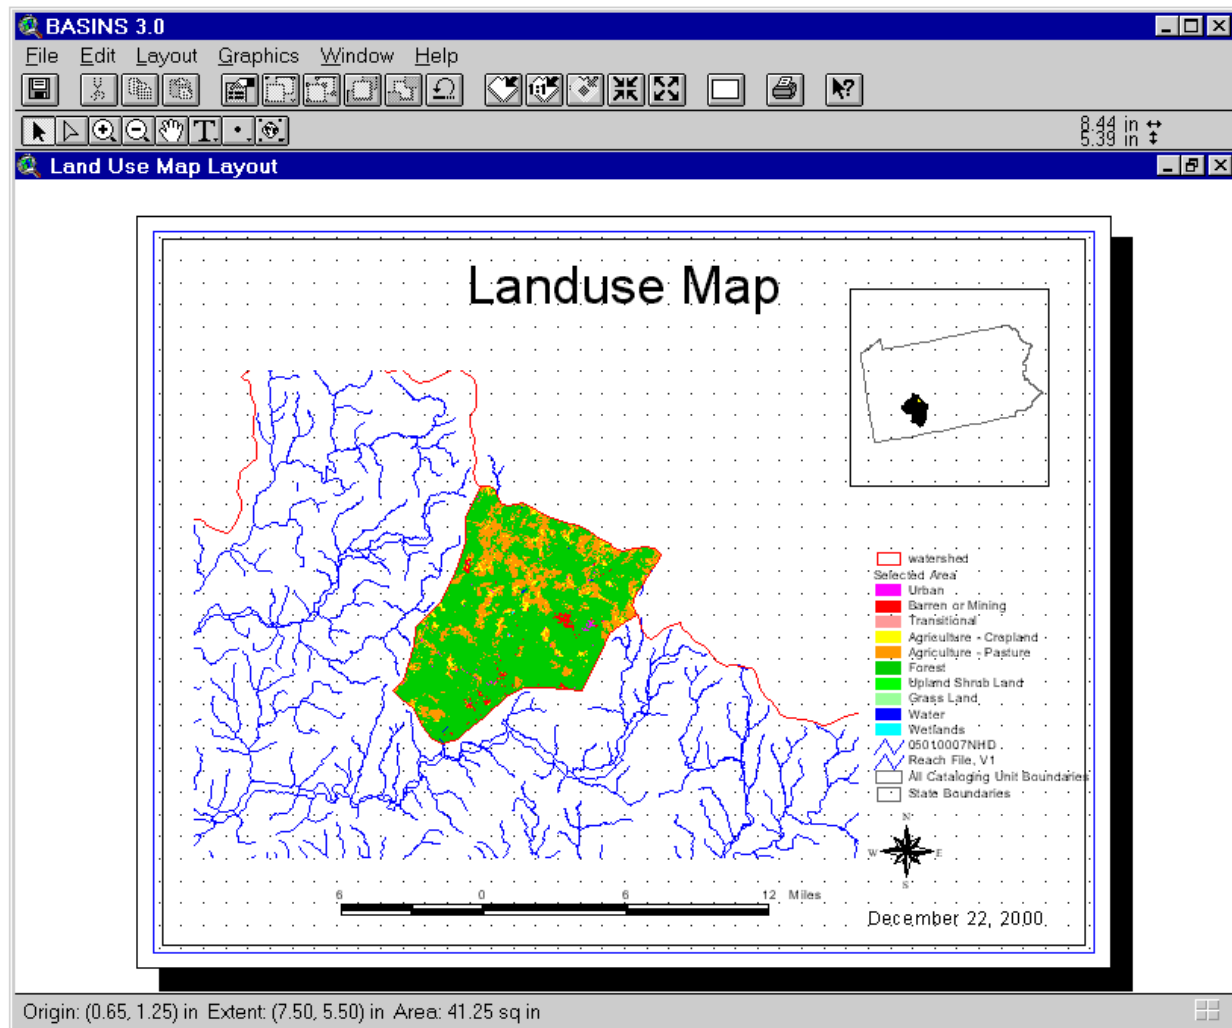 BASINS 3.0
File Edit Layout Graphics Window Help
1:1
T
?
8.44 in
5.39 in
Land Use Map Layout
Landuse Map
watershed
Selected Area
Urban
Barren or Mining
Transitional
Agriculture - Cropland
Agriculture - Pasture
Forest
Upland Shrub Land
Grass Land
Water
Wetlands
05010007NHD
Reach File, V1
All Cataloging Unit Boundaries
State Boundaries
N
W E
S
6 0 6 12 Miles
December 22, 2000
Origin: (0.65, 1.25) in Extent: (7.50, 5.50) in Area: 41.25 sq in